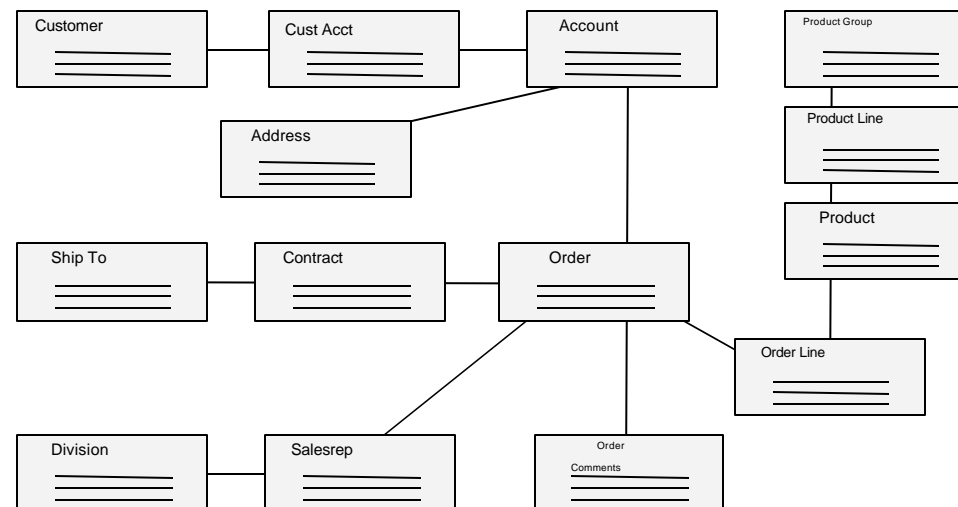 Customer
Cust Acct
Account
Product Group
Address
Product Line
Product
Ship To
Contract
Order
Order Line
Division
Salesrep
Order
Comments